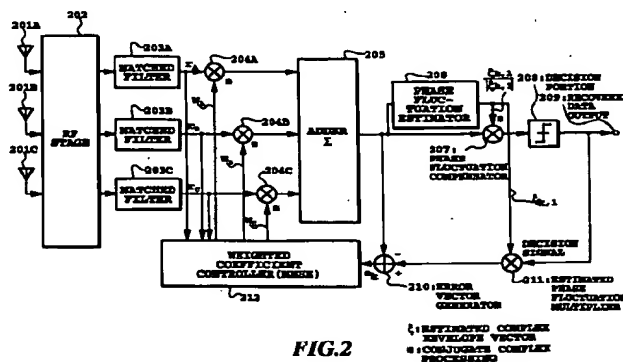 202
201A
203A
MATCHED
FILTER
204A
205
201B
203B
RF
STAGE
MATCHED
FILTER
204B
ADDER
Σ
PHASE
FLUC-
TUATION
ESTIMATOR
208: DECISION
PORTION
209: RECOVERED
DATA
OUTPUT
207:
PHASE
FLUCTUATION
COMPENSATOR
201C
203C
MATCHED
FILTER
204C
WEIGHTED
COEFFICIENT
CONTROLLER (MMSE)
212
DECISION
SIGNAL
210: ERROR
VECTOR
GENERATOR
211: ESTIMATED
PHASE
FLUCTUATION
MULTIPLIER
ξ: ESTIMATED COMPLEX
ENVELOPE VECTOR
*: CONJUGATE COMPLEX
PROCESSING
FIG.2